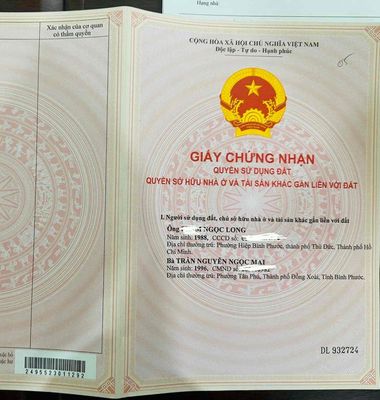 Hạng nhà
Xác nhận của cơ quan
có thẩm quyền
CỘNG HÒA XÃ HỘI CHỦ NGHĨA VIỆT NAM
Độc lập - Tự do - Hạnh phúc
05
GIẤY CHỨNG NHẬN
QUYỀN SỬ DỤNG ĐẤT
QUYỀN SỞ HỮU NHÀ Ở VÀ TÀI SẢN KHÁC GẮN LIỀN VỚI ĐẤT
I. Người sử dụng đất, chủ sở hữu nhà ở và tài sản khác gắn liền với đất
Ông NGỌC LONG
Năm sinh: 1988, CCCD số:
Địa chỉ thường trú: Phường Hiệp Bình Phước, thành phố Thủ Đức, Thành phố Hồ
Chí Minh.
Bà TRẦN NGUYỄN NGỌC MAI
Năm sinh: 1996, CMND số:
Địa chỉ thường trú: Phường Tân Phú, Thành phố Đồng Xoài, Tỉnh Bình Phước.
DL 932724
2495523011292